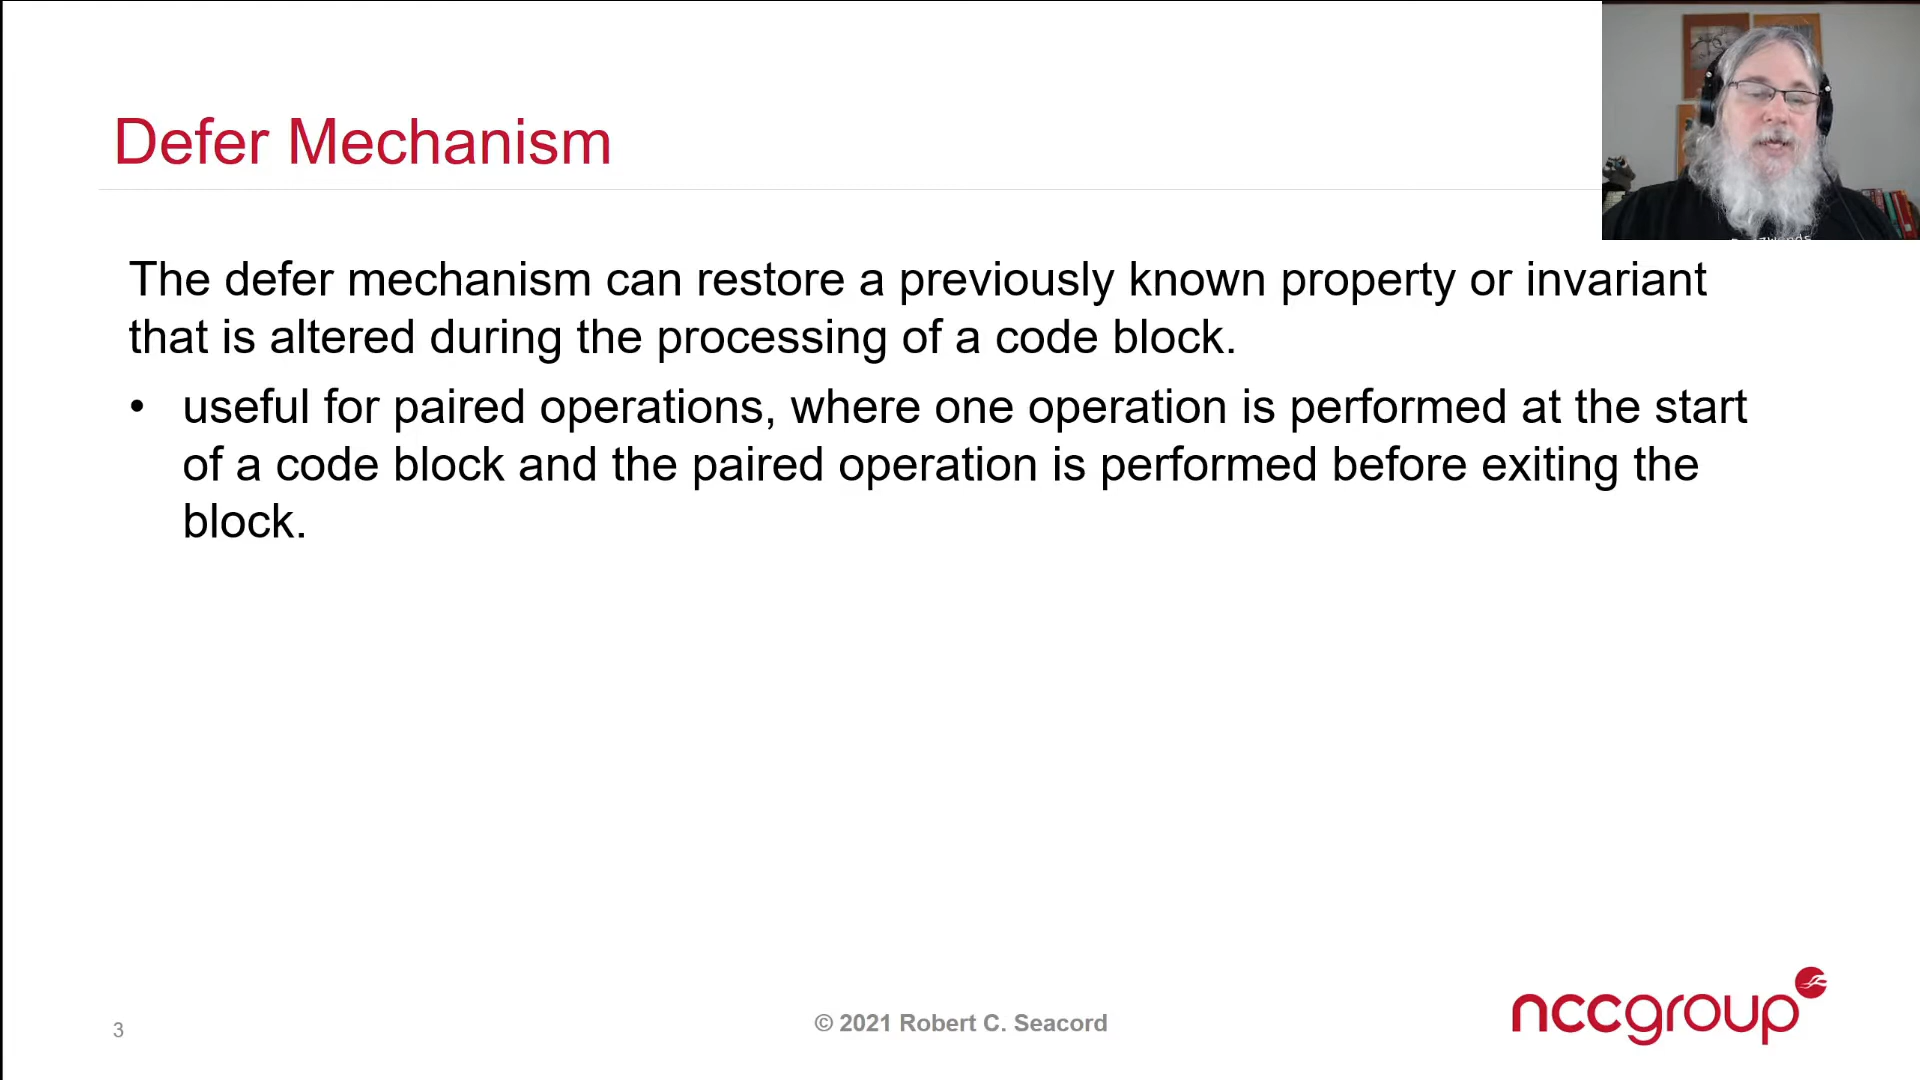 Defer Mechanism
The defer mechanism can restore a previously known property or invariant
that is altered during the processing of a code block.
• useful for paired operations, where one operation is performed at the start
of a code block and the paired operation is performed before exiting the
block.
3
© 2021 Robert C. Seacord
nccgroup